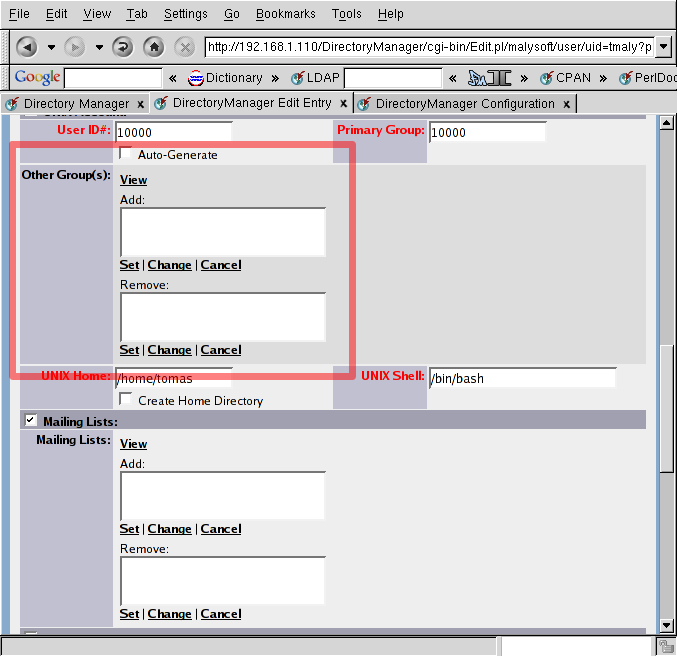 File Edit View Tab Settings Go Bookmarks Tools Help
http://192.168.1.110/DirectoryManager/cgi-bin/Edit.pl/malysoft/user/uid=tmaly?p
Google « Dictionary » LDAP « » CPAN » PerlDoc
Directory Manager x DirectoryManager Edit Entry x DirectoryManager Configuration x
User ID#: 10000 Primary Group: 10000
Auto-Generate
Other Group(s): View
Add:
Set | Change | Cancel
Remove:
Set | Change | Cancel
UNIX Home: /home/tomas UNIX Shell: /bin/bash
Create Home Directory
Mailing Lists:
Mailing Lists: View
Add:
Set | Change | Cancel
Remove:
Set | Change | Cancel